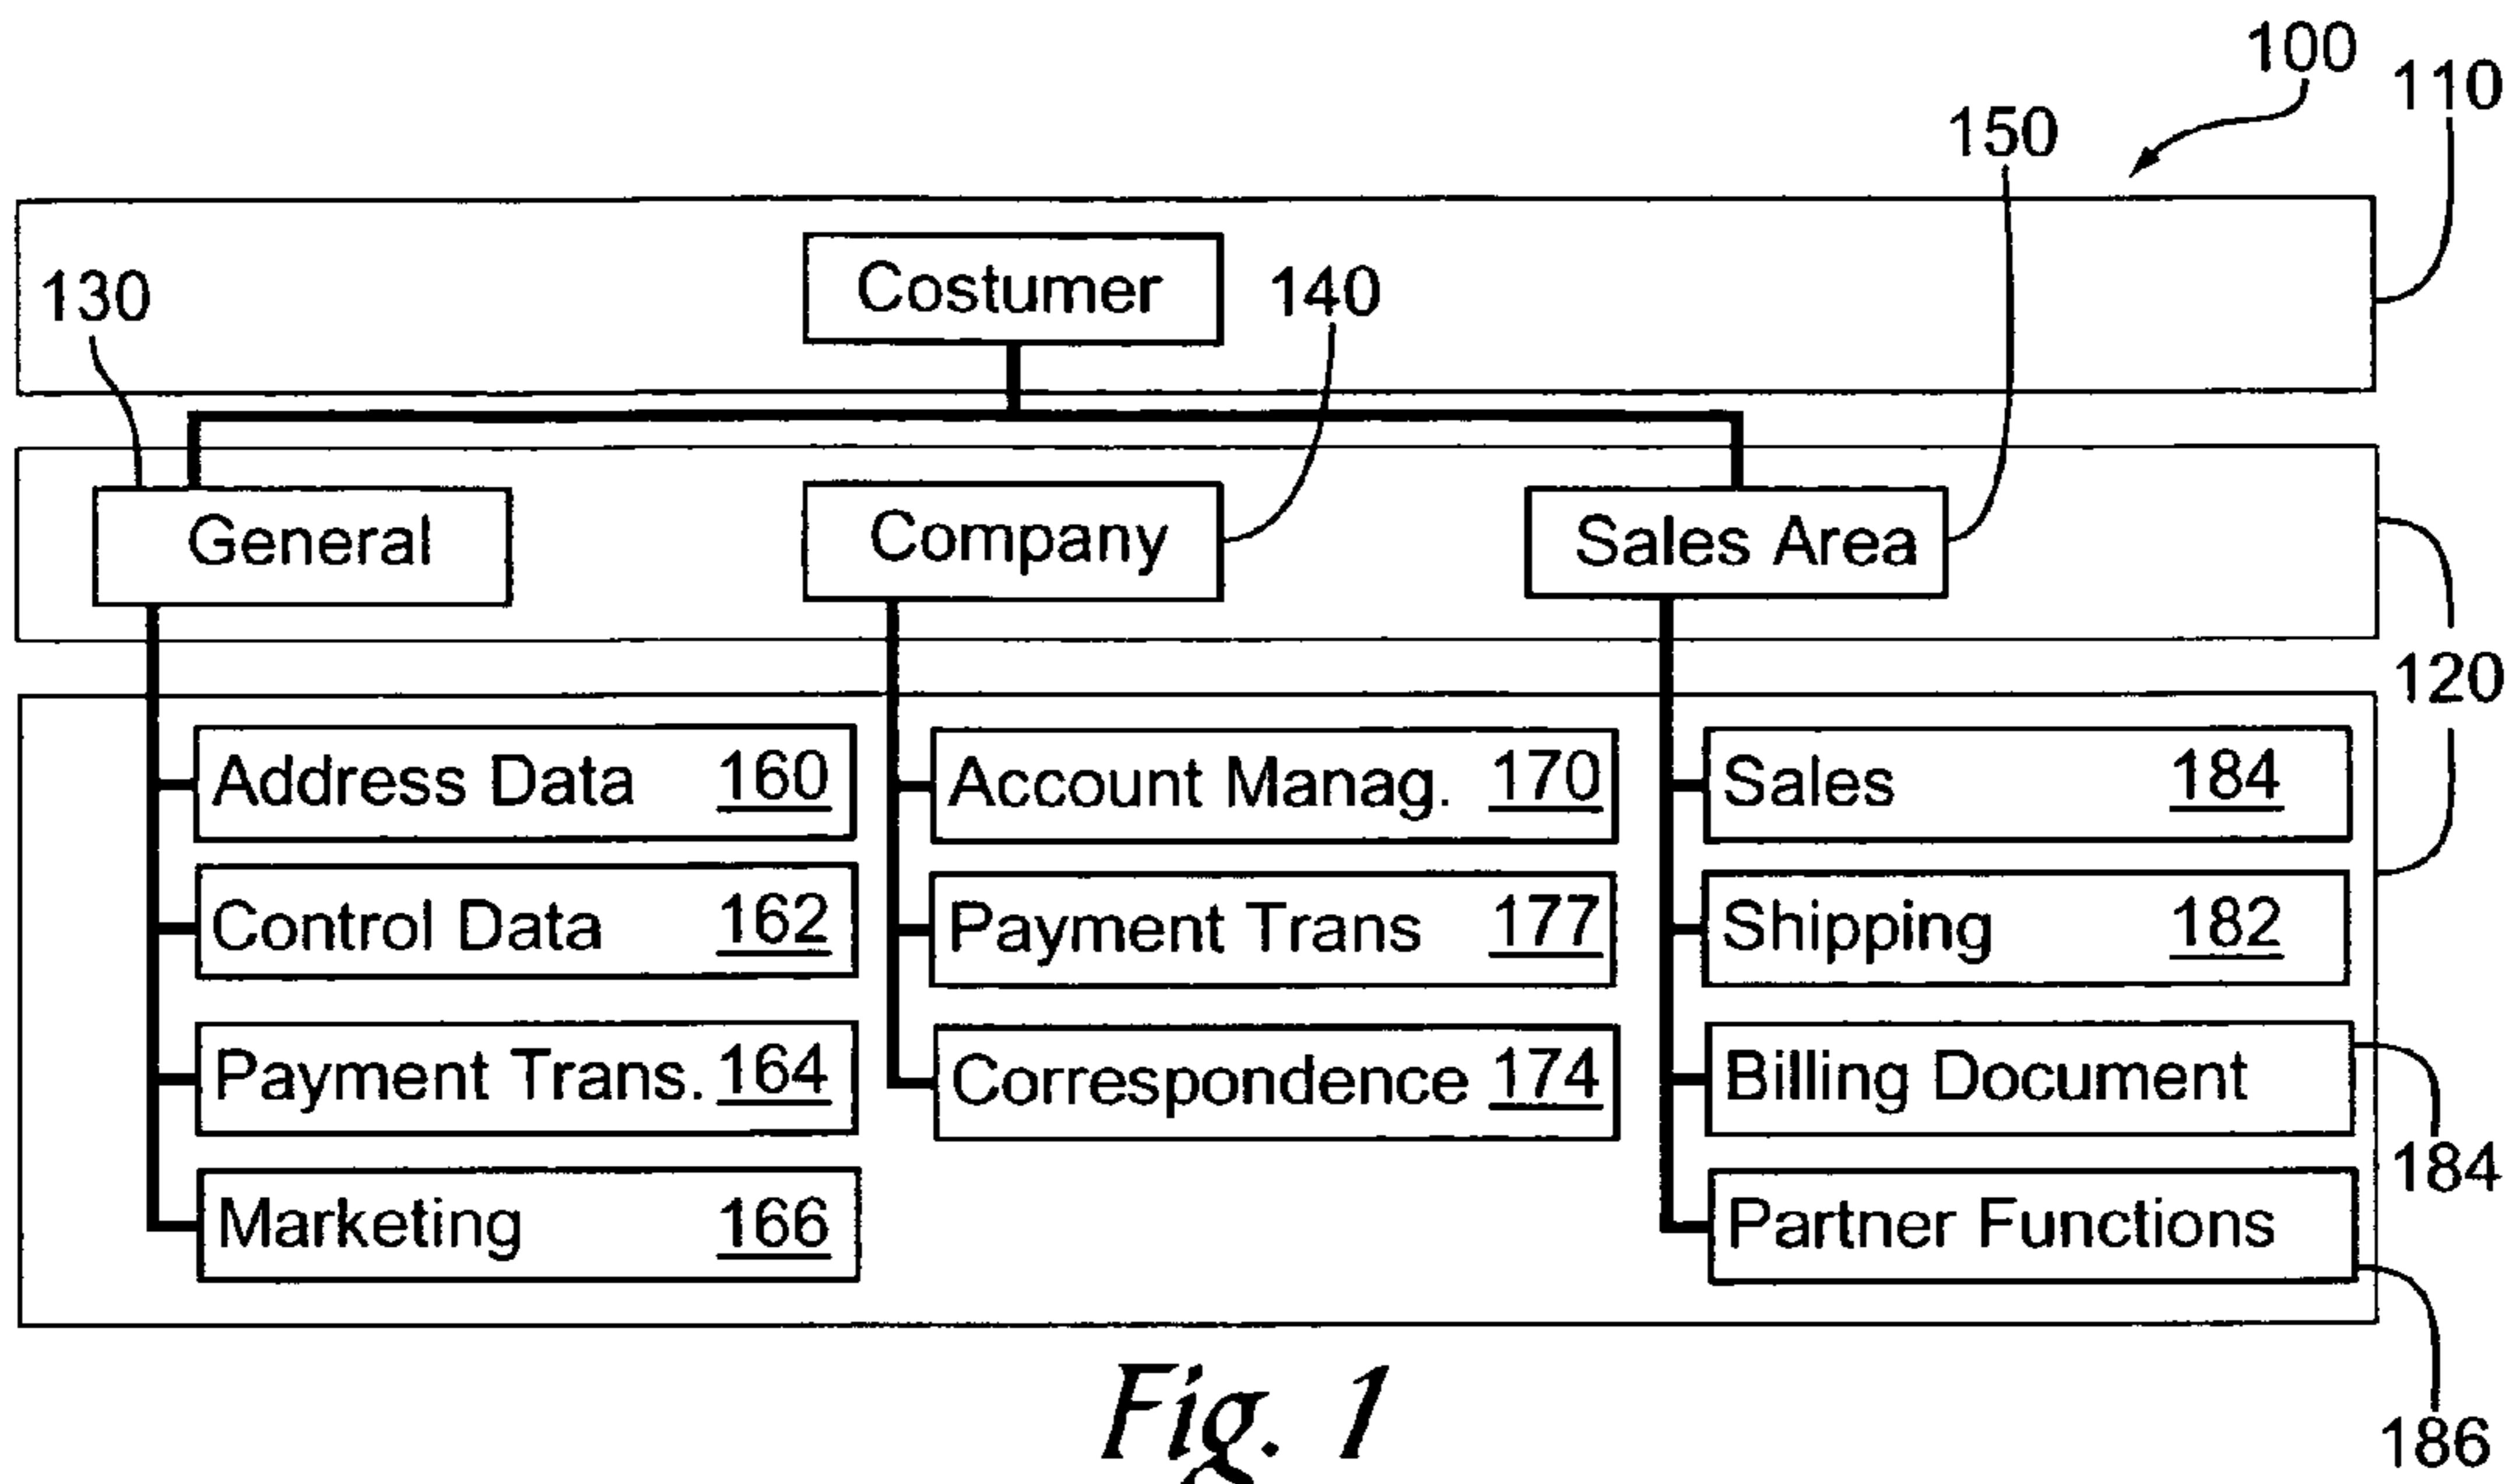 100
110
150
Costumer
130
140
General
Company
Sales Area
120
Address Data 160
Account Manag. 170
Sales 184
Control Data 162
Payment Trans 177
Shipping 182
Payment Trans. 164
Correspondence 174
Billing Document
184
Marketing 166
Partner Functions
186
Fig. 1